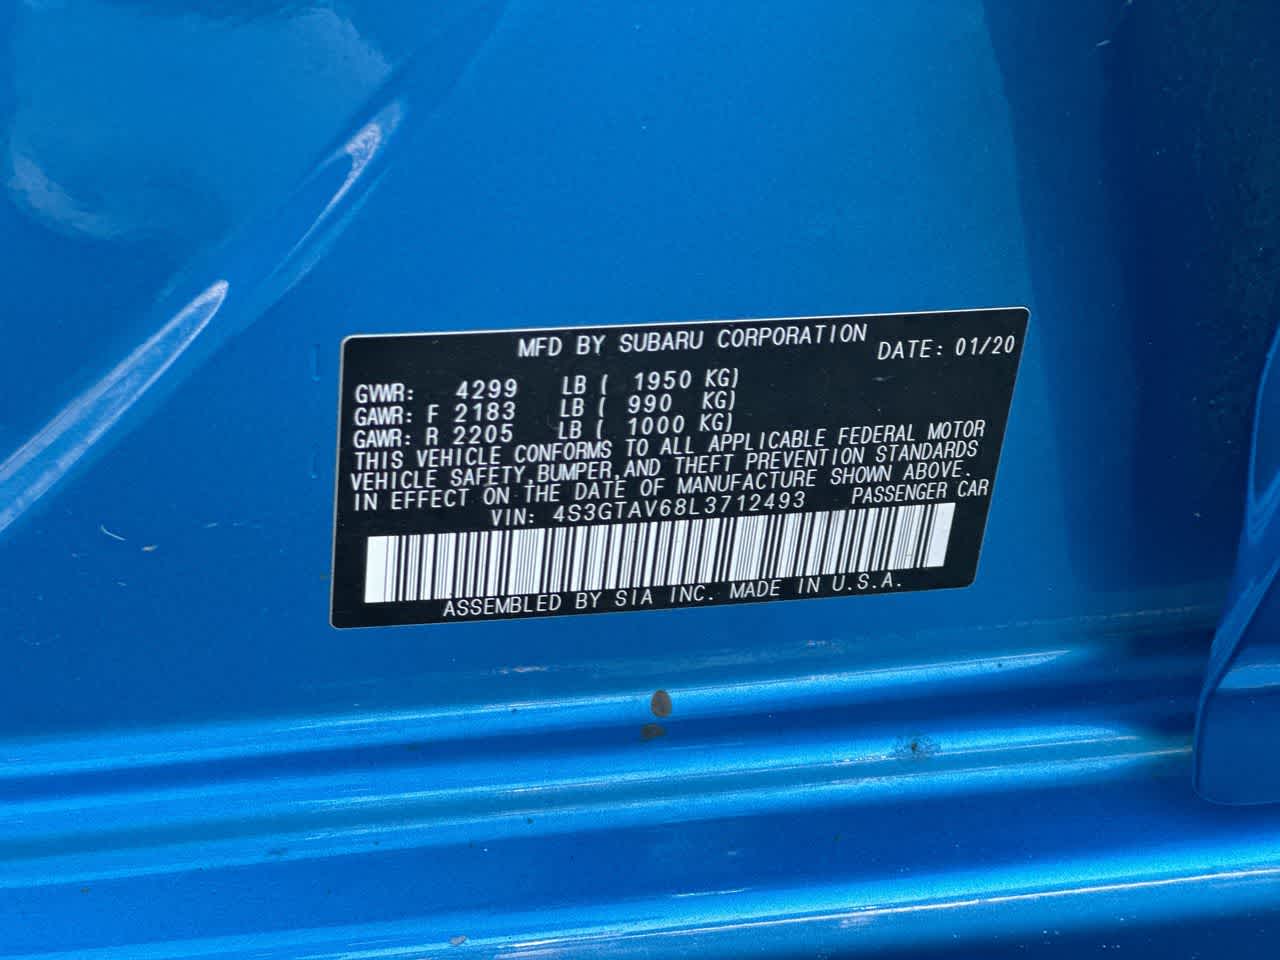 MFD BY SUBARU CORPORATION DATE: 01/20
GVWR: 4299 LB ( 1950 KG)
GAWR: F 2183 LB ( 990 KG)
GAWR: R 2205 LB ( 1000 KG)
THIS VEHICLE CONFORMS TO ALL APPLICABLE FEDERAL MOTOR
VEHICLE SAFETY,BUMPER,AND THEFT PREVENTION STANDARDS
IN EFFECT ON THE DATE OF MANUFACTURE SHOWN ABOVE.
VIN: 4S3GTAV68L3712493 PASSENGER CAR
ASSEMBLED BY SIA INC. MADE IN U.S.A.